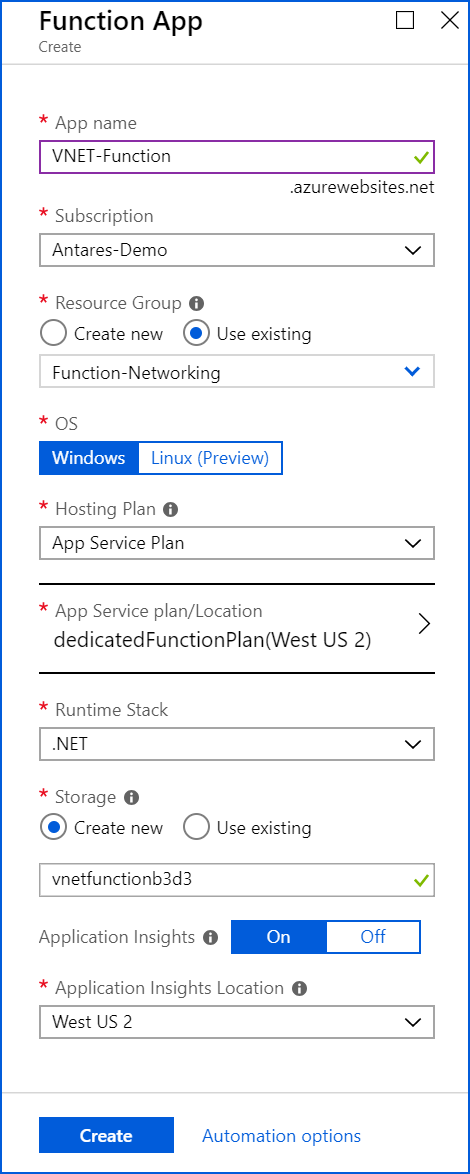 Function App
Create
* App name
VNET-Function
.azurewebsites.net
* Subscription
Antares-Demo
* Resource Group
Create new Use existing
Function-Networking
* OS
Windows Linux (Preview)
* Hosting Plan
App Service Plan
* App Service plan/Location
dedicatedFunctionPlan(West US 2)
* Runtime Stack
.NET
* Storage
Create new Use existing
vnetfunctionb3d3
Application Insights On Off
* Application Insights Location
West US 2
Create Automation options